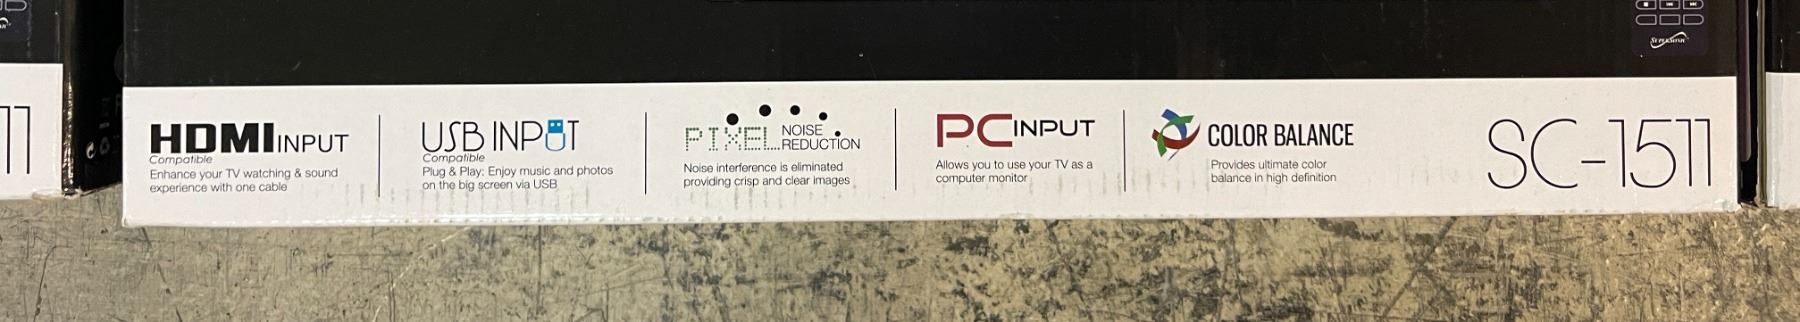 11
SUPERSONIC
HDMI INPUT
Compatible
Enhance your TV watching & sound
experience with one cable
USB INPUT
Compatible
Plug & Play: Enjoy music and photos
on the big screen via USB
PIXEL NOISE
REDUCTION
Noise interference is eliminated
providing crisp and clear images
PC INPUT
Allows you to use your TV as a
computer monitor
COLOR BALANCE
Provides ultimate color
balance in high definition
SC-1511